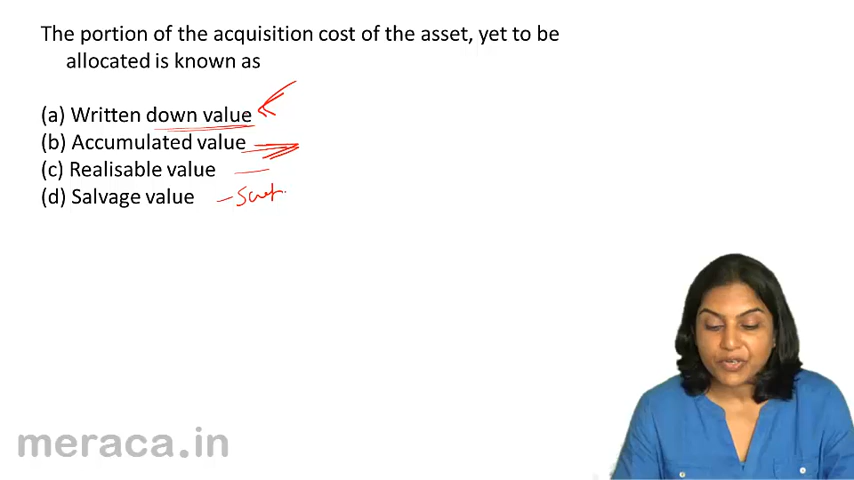 The portion of the acquisition cost of the asset, yet to be
allocated is known as
(a) Written down value
(b) Accumulated value
(c) Realisable value
(d) Salvage value
meraca.in